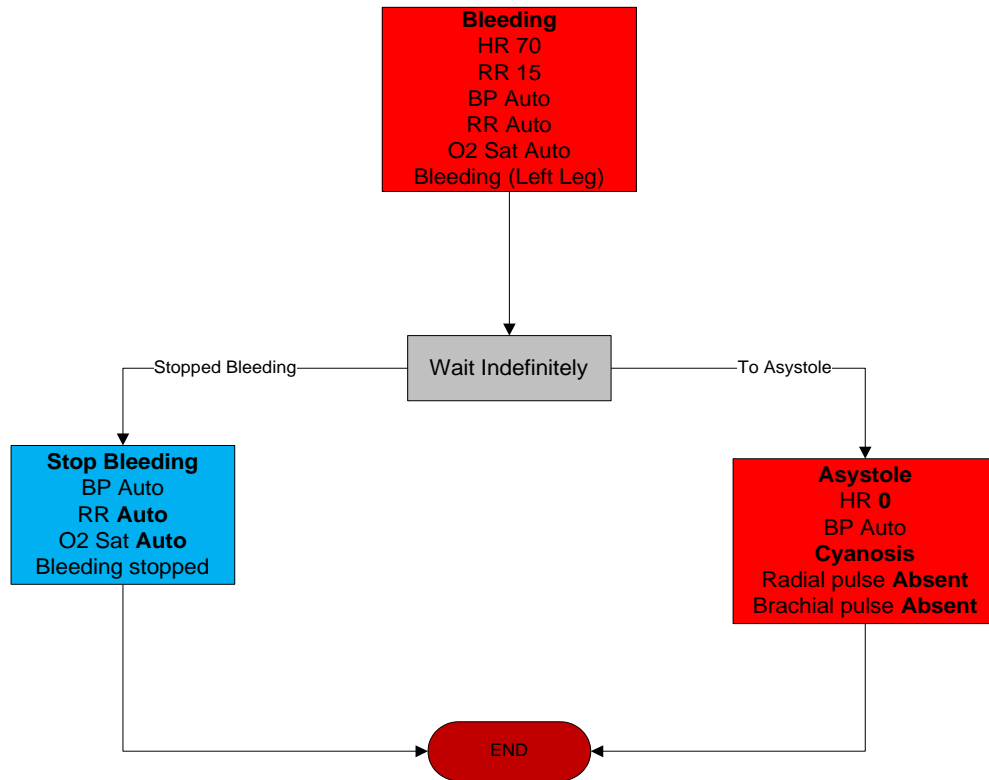 Bleeding
HR 70
RR 15
BP Auto
RR Auto
O2 Sat Auto
Bleeding (Left Leg)
Wait Indefinitely
Stopped Bleeding
To Asystole
Stop Bleeding
BP Auto
RR Auto
O2 Sat Auto
Bleeding stopped
Asystole
HR 0
BP Auto
Cyanosis
Radial pulse Absent
Brachial pulse Absent
END